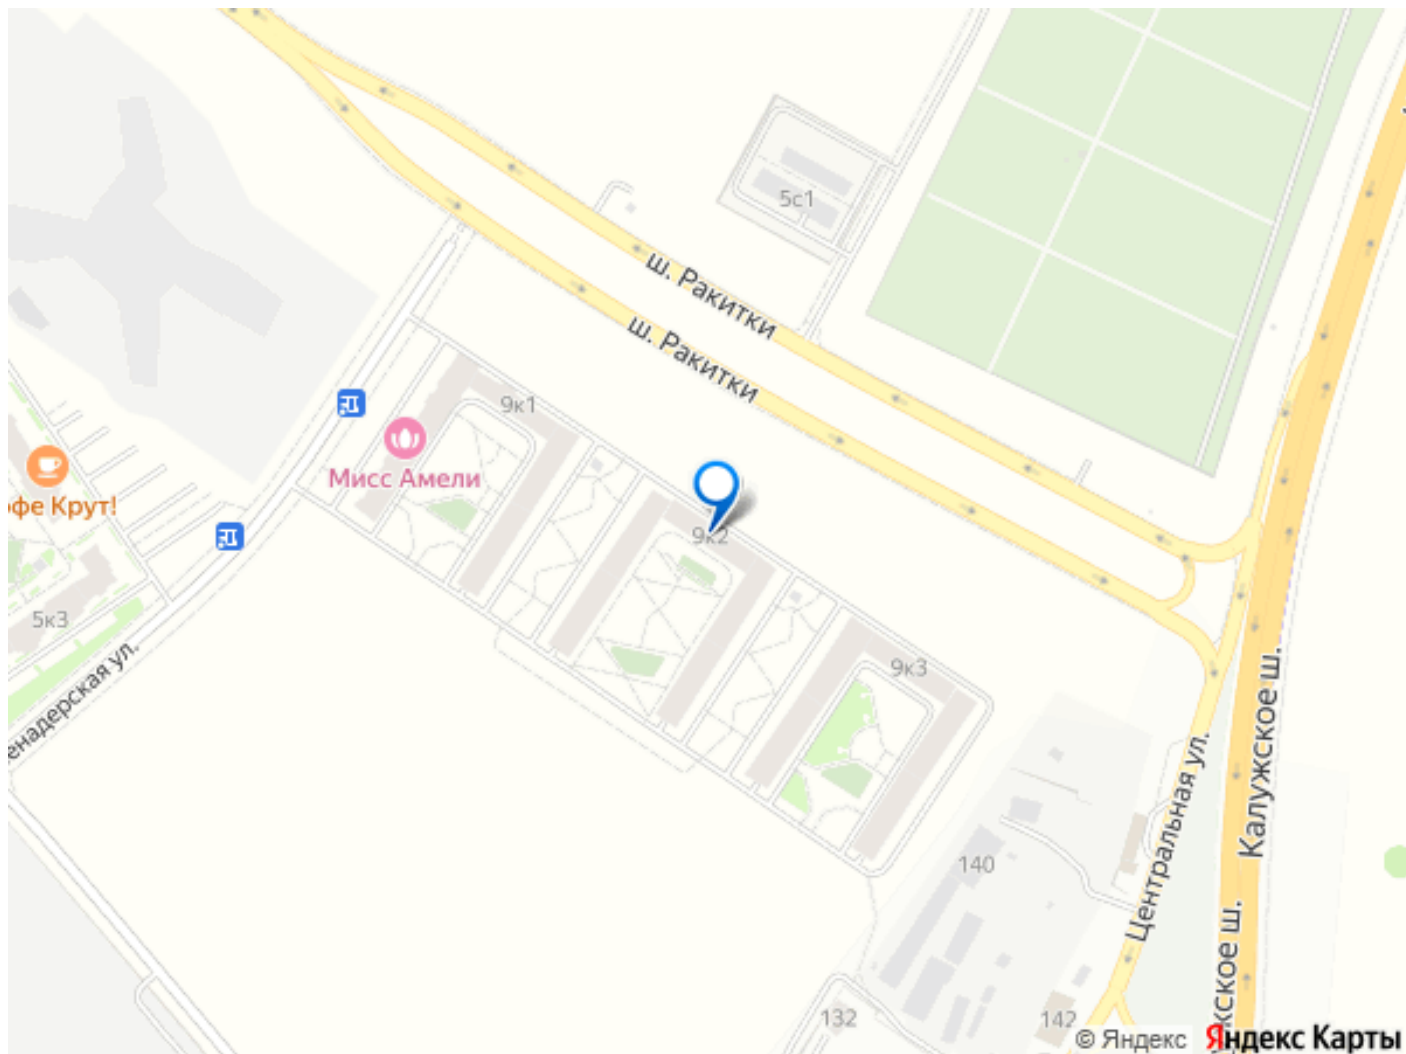 5с1
ш. Ракитки
ш. Ракитки
9к1
Мисс Амели
офе Крут!
9к2
5к3
9к3
енадерская ул.
Калужское ш.
Центральная ул.
140
жское ш.
132
142
© Яндекс
Яндекс Карты